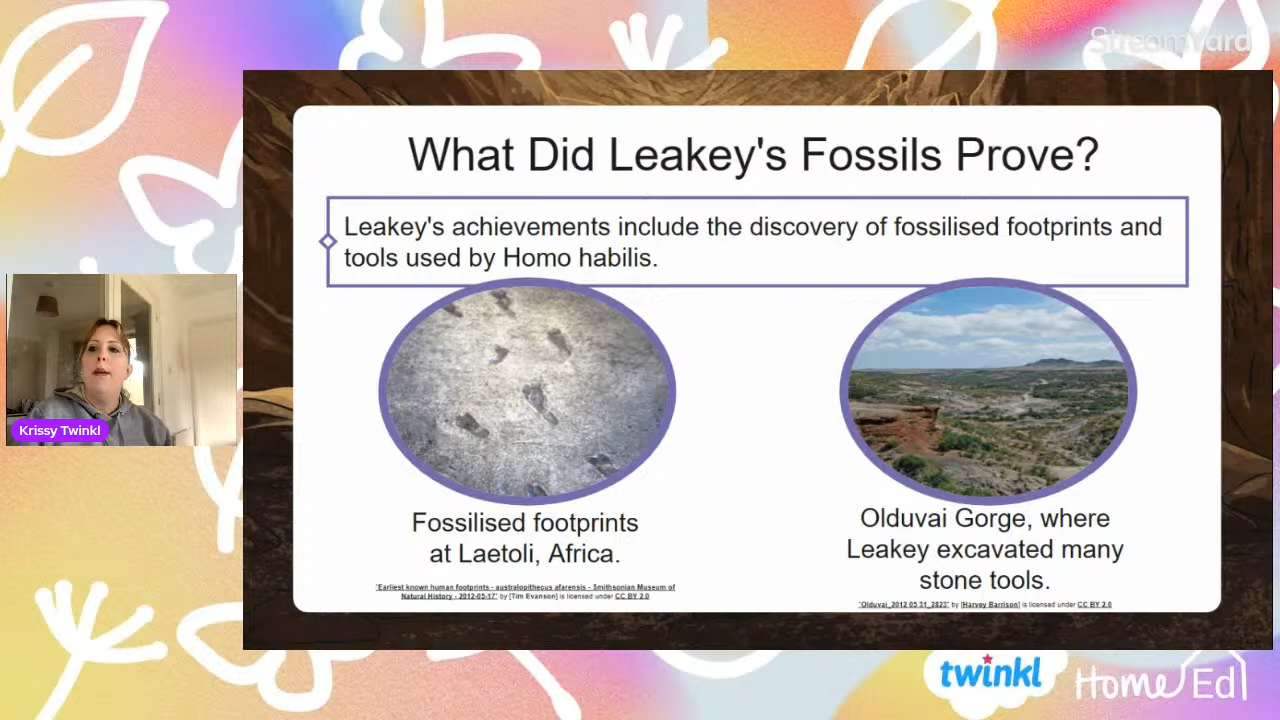 StreamYard
What Did Leakey's Fossils Prove?
Leakey's achievements include the discovery of fossilised footprints and
tools used by Homo habilis.
Krissy Twinkl
Fossilised footprints
at Laetoli, Africa.
"Earliest known human footprints - australopithecus afarensis - Smithsonian Museum of
Natural History - 2012-05-17" by [Tim Evanson] is licensed under CC BY 2.0
Olduvai Gorge, where
Leakey excavated many
stone tools.
"Olduvai_2012 05 31_2823" by [Harvey Barrison] is licensed under CC BY 2.0
twinkl
Home Ed